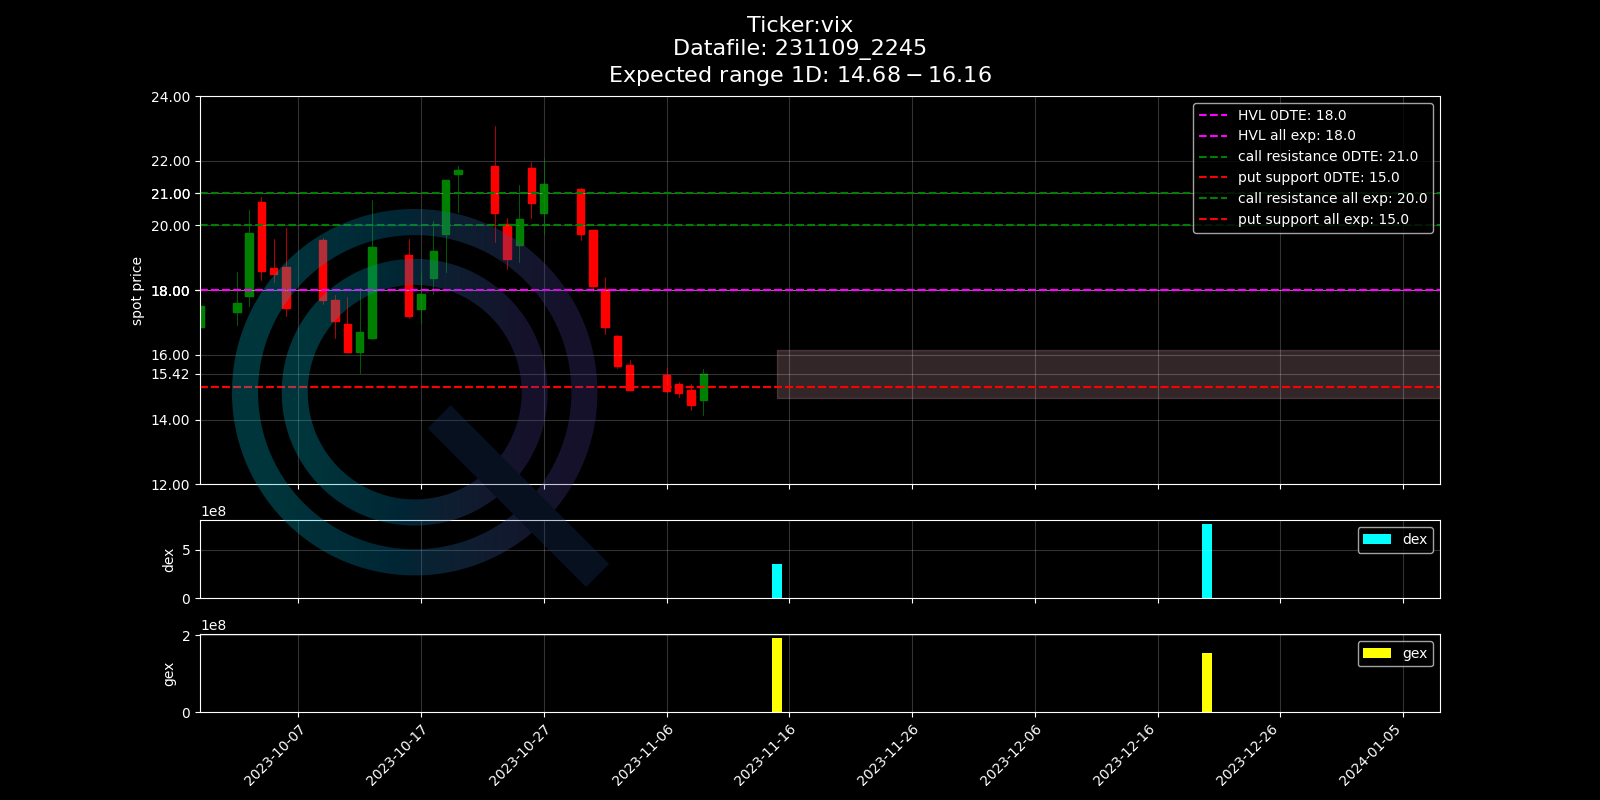 Ticker:vix
Datafile: 231109_2245
Expected range 1D: 14.68 − 16.16
24.00
22.00
21.00
20.00
18.00
16.00
15.42
14.00
12.00
spot price
HVL 0DTE: 18.0
HVL all exp: 18.0
call resistance 0DTE: 21.0
put support 0DTE: 15.0
call resistance all exp: 20.0
put support all exp: 15.0
1e8
5
0
dex
dex
1e8
2
0
gex
gex
2023-10-07
2023-10-17
2023-10-27
2023-11-06
2023-11-16
2023-11-26
2023-12-06
2023-12-16
2023-12-26
2024-01-05